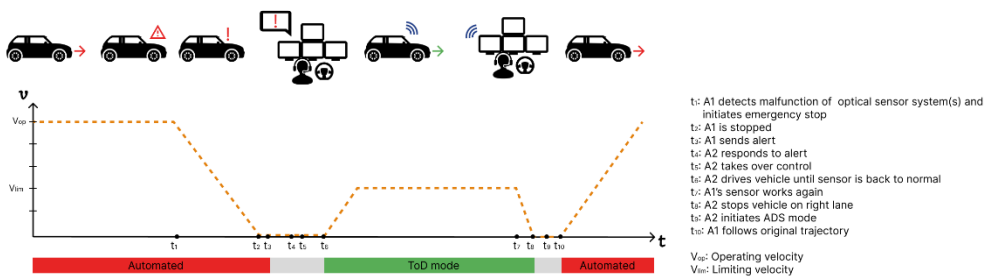 !
!
!
v
Vop
Vlim
t1
t2
t3
t4
t5
t6
t7
t8
t9
t10
t
Automated
ToD mode
Automated
t1: A1 detects malfunction of optical sensor system(s) and
initiates emergency stop
t2: A1 is stopped
t3: A1 sends alert
t4: A2 responds to alert
t5: A2 takes over control
t6: A2 drives vehicle until sensor is back to normal
t7: A1's sensor works again
t8: A2 stops vehicle on right lane
t9: A2 initiates ADS mode
t10: A1 follows original trajectory
Vop: Operating velocity
Vlim: Limiting velocity